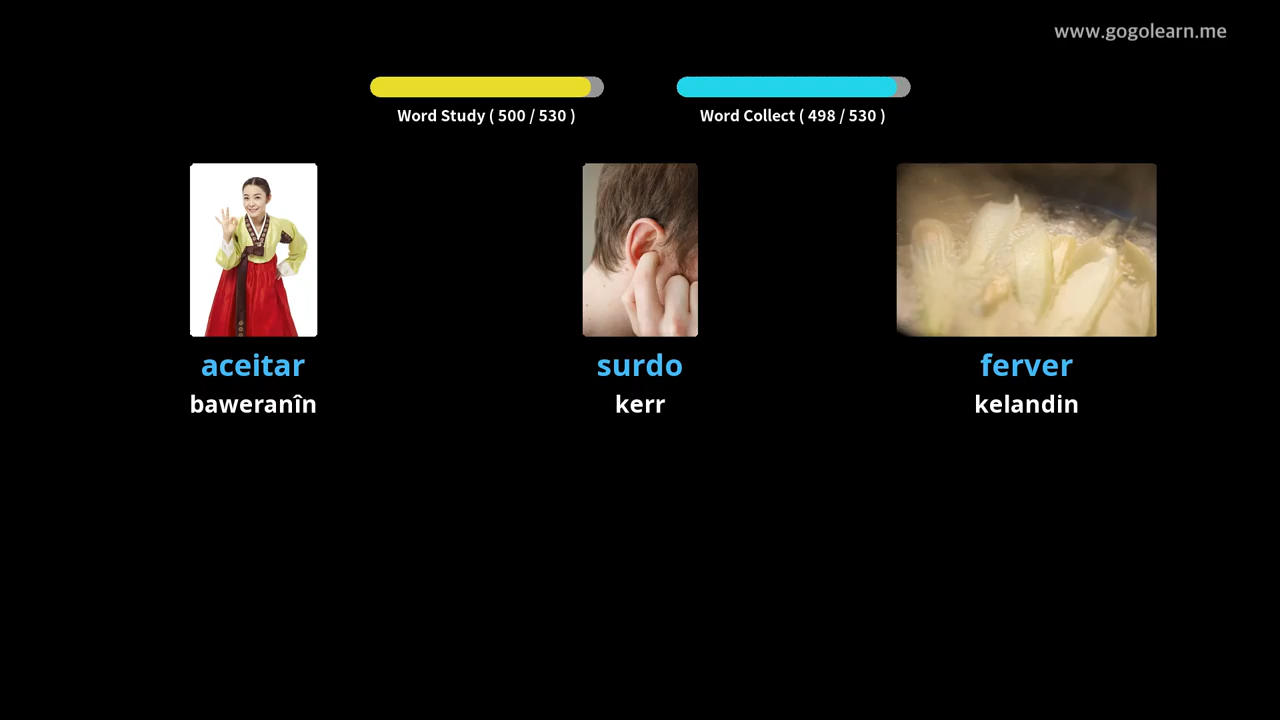 www.gogolearn.me
Word Study ( 500 / 530 )
Word Collect ( 498 / 530 )
aceitar
baweranîn
surdo
kerr
ferver
kelandin